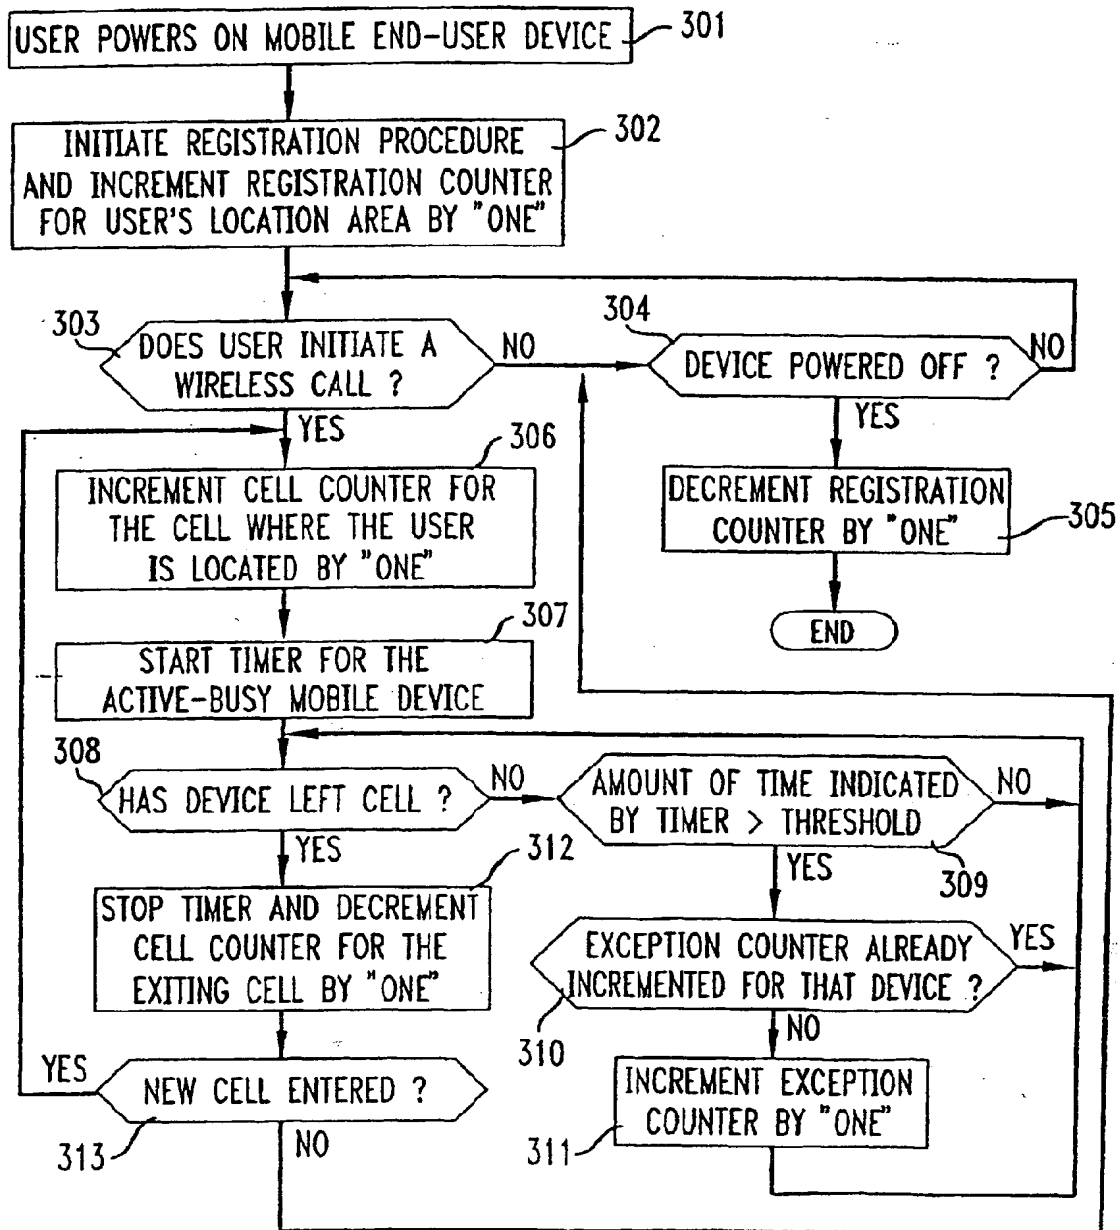 USER POWERS ON MOBILE END-USER DEVICE
301
INITIATE REGISTRATION PROCEDURE
AND INCREMENT REGISTRATION COUNTER
FOR USER'S LOCATION AREA BY "ONE"
302
303
DOES USER INITIATE A
WIRELESS CALL ?
NO
YES
304
DEVICE POWERED OFF ?
NO
YES
DECREMENT REGISTRATION
COUNTER BY "ONE"
305
END
306
INCREMENT CELL COUNTER FOR
THE CELL WHERE THE USER
IS LOCATED BY "ONE"
307
START TIMER FOR THE
ACTIVE-BUSY MOBILE DEVICE
308
HAS DEVICE LEFT CELL ?
NO
YES
AMOUNT OF TIME INDICATED
BY TIMER > THRESHOLD
NO
YES
309
312
STOP TIMER AND DECREMENT
CELL COUNTER FOR THE
EXITING CELL BY "ONE"
EXCEPTION COUNTER ALREADY
INCREMENTED FOR THAT DEVICE ?
YES
NO
310
INCREMENT EXCEPTION
COUNTER BY "ONE"
311
YES
NEW CELL ENTERED ?
313
NO